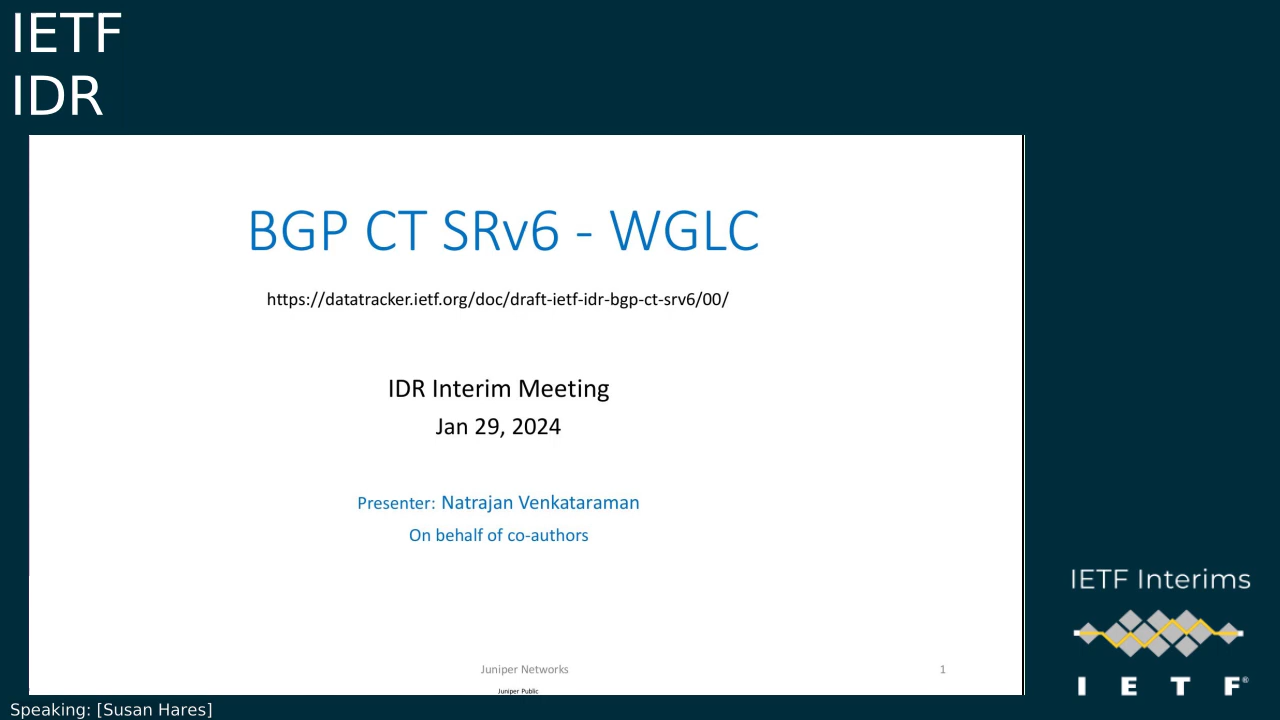 IETF
IDR
BGP CT SRv6 - WGLC
https://datatracker.ietf.org/doc/draft-ietf-idr-bgp-ct-srv6/00/
IDR Interim Meeting
Jan 29, 2024
Presenter: Natrajan Venkataraman
On behalf of co-authors
IETF Interims
Juniper Networks
1
I E T F®
Juniper Public
Speaking: [Susan Hares]